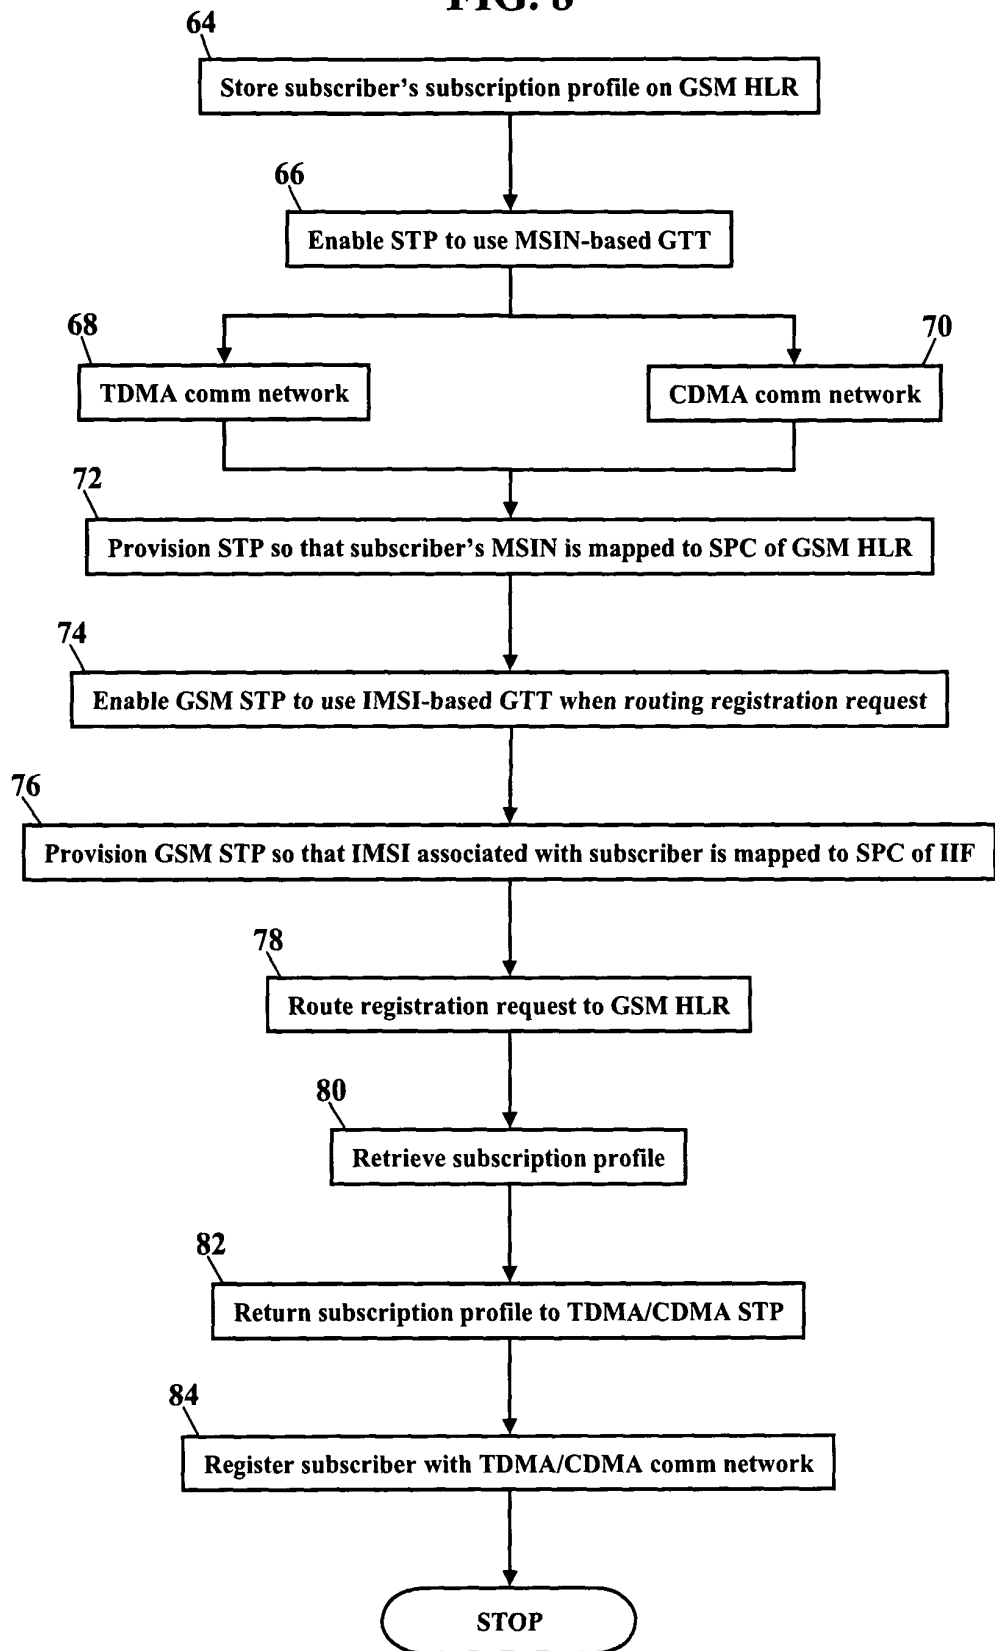 FIG. 8
64
Store subscriber's subscription profile on GSM HLR
66
Enable STP to use MSIN-based GTT
68
70
TDMA comm network
CDMA comm network
72
Provision STP so that subscriber's MSIN is mapped to SPC of GSM HLR
74
Enable GSM STP to use IMSI-based GTT when routing registration request
76
Provision GSM STP so that IMSI associated with subscriber is mapped to SPC of IIF
78
Route registration request to GSM HLR
80
Retrieve subscription profile
82
Return subscription profile to TDMA/CDMA STP
84
Register subscriber with TDMA/CDMA comm network
STOP